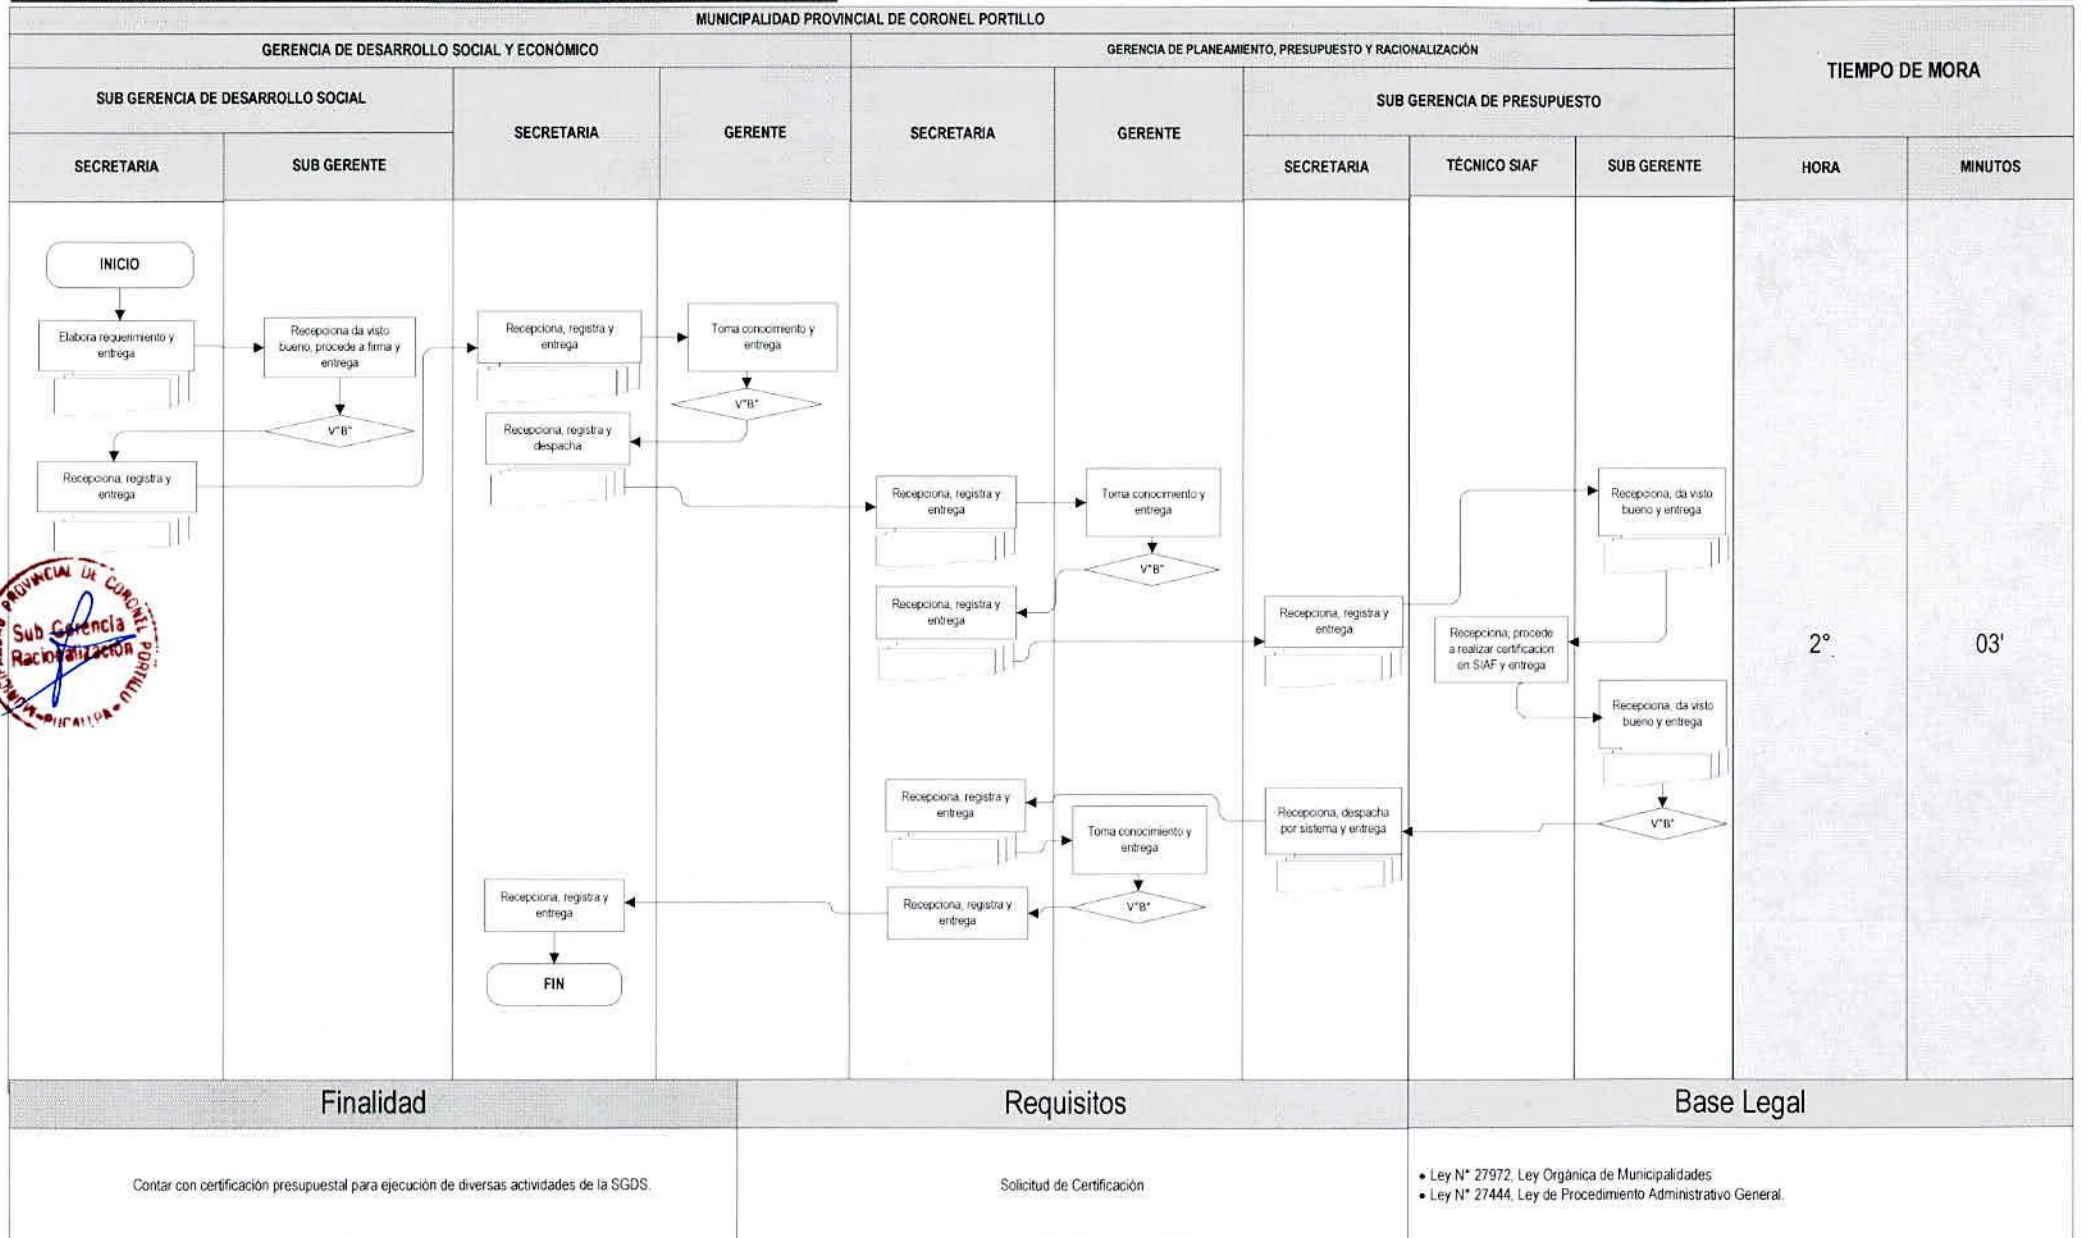 MUNICIPALIDAD PROVINCIAL DE CORONEL PORTILLO
GERENCIA DE DESARROLLO SOCIAL Y ECONÓMICO
GERENCIA DE PLANEAMIENTO, PRESUPUESTO Y RACIONALIZACIÓN
TIEMPO DE MORA
SUB GERENCIA DE DESARROLLO SOCIAL
SECRETARIA
GERENTE
SECRETARIA
GERENTE
SUB GERENCIA DE PRESUPUESTO
SECRETARIA
SUB GERENTE
SECRETARIA
TÉCNICO SIAF
SUB GERENTE
HORA
MINUTOS
INICIO
Elabora requerimiento y
entrega
Recepciona da visto
bueno, procede a firma y
entrega
V°B°
Recepciona, registra y
entrega
Recepciona, registra y
entrega
Toma conocimiento y
entrega
V°B°
Recepciona, registra y
despacha
Recepciona, registra y
entrega
Toma conocimiento y
entrega
V°B°
Recepciona, registra y
entrega
Recepciona, registra y
entrega
Recepciona, da visto
bueno y entrega
Recepciona, procede
a realizar certificacion
en SIAF y entrega
Recepciona, da visto
bueno y entrega
V°B°
Recepciona, despacha
por sistema y entrega
Recepciona, registra y
entrega
Toma conocimiento y
entrega
V°B°
Recepciona, registra y
entrega
Recepciona, registra y
entrega
FIN
2°
03'
PROVINCIAL DE CORONEL PORTILLO
Sub Gerencia
Racionalización
PUCALLPA
Finalidad
Requisitos
Base Legal
Contar con certificación presupuestal para ejecución de diversas actividades de la SGDS.
Solicitud de Certificación
• Ley N° 27972, Ley Orgánica de Municipalidades
• Ley N° 27444, Ley de Procedimiento Administrativo General.